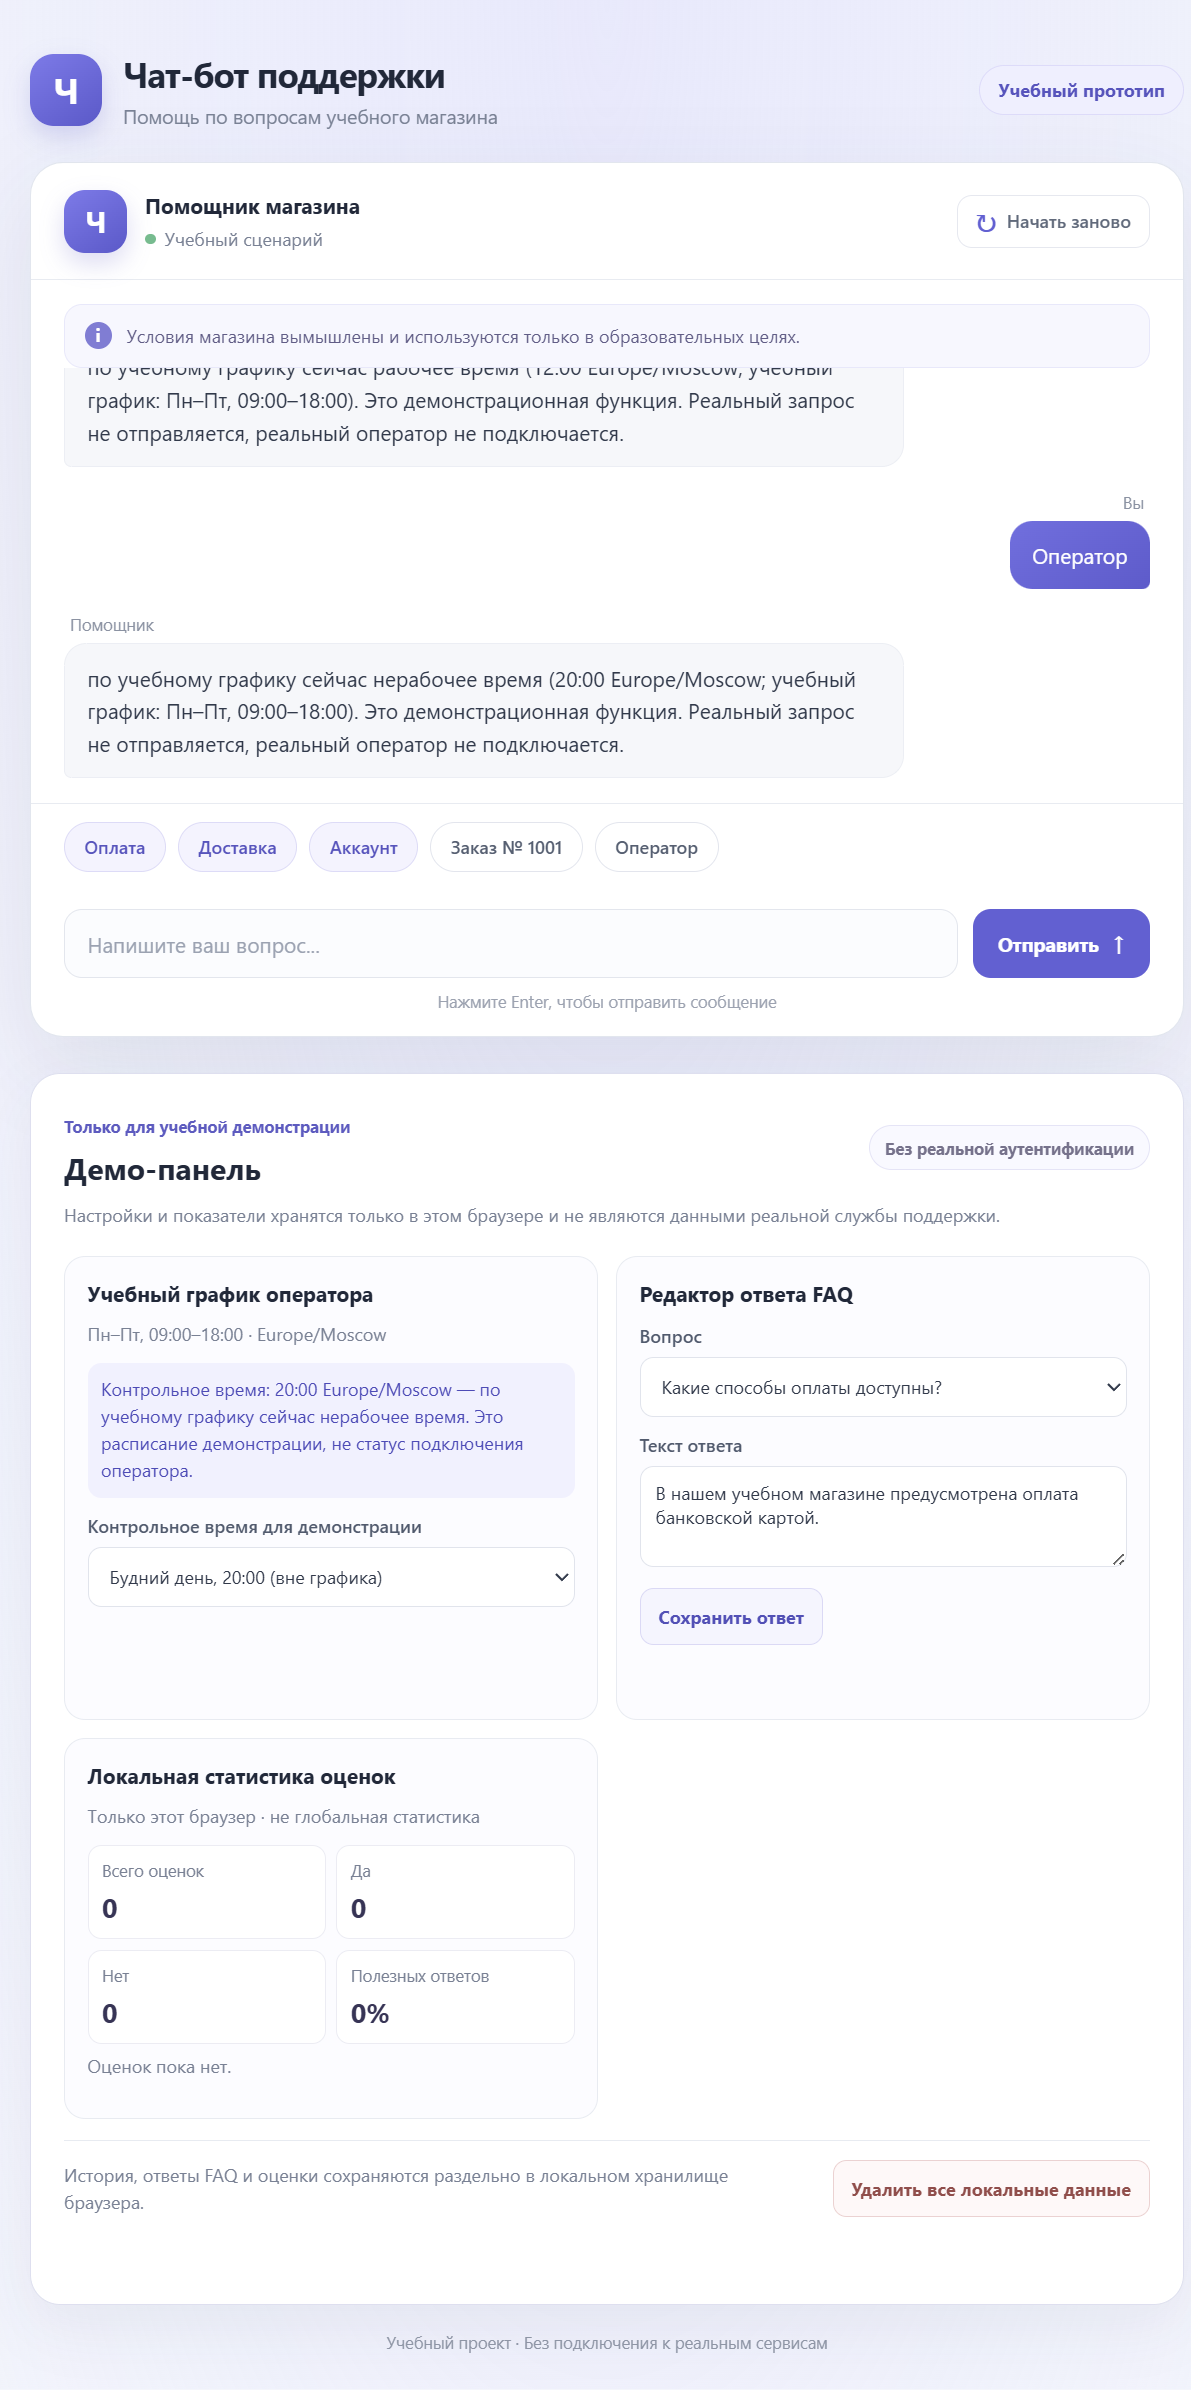 Ч
Чат-бот поддержки
Помощь по вопросам учебного магазина
Учебный прототип
Ч
Помощник магазина
Учебный сценарий
↻ Начать заново
i Условия магазина вымышлены и используются только в образовательных целях.
по учебному графику сейчас рабочее время (12:00 Europe/Moscow; учебный
график: Пн–Пт, 09:00–18:00). Это демонстрационная функция. Реальный запрос
не отправляется, реальный оператор не подключается.
Вы
Оператор
Помощник
по учебному графику сейчас нерабочее время (20:00 Europe/Moscow; учебный
график: Пн–Пт, 09:00–18:00). Это демонстрационная функция. Реальный запрос
не отправляется, реальный оператор не подключается.
Оплата
Доставка
Аккаунт
Заказ № 1001
Оператор
Напишите ваш вопрос...
Отправить ↑
Нажмите Enter, чтобы отправить сообщение
Только для учебной демонстрации
Демо-панель
Без реальной аутентификации
Настройки и показатели хранятся только в этом браузере и не являются данными реальной службы поддержки.
Учебный график оператора
Пн–Пт, 09:00–18:00 · Europe/Moscow
Контрольное время: 20:00 Europe/Moscow — по
учебному графику сейчас нерабочее время. Это
расписание демонстрации, не статус подключения
оператора.
Контрольное время для демонстрации
Будний день, 20:00 (вне графика)
Редактор ответа FAQ
Вопрос
Какие способы оплаты доступны?
Текст ответа
В нашем учебном магазине предусмотрена оплата
банковской картой.
Сохранить ответ
Локальная статистика оценок
Только этот браузер · не глобальная статистика
Всего оценок
0
Да
0
Нет
0
Полезных ответов
0%
Оценок пока нет.
История, ответы FAQ и оценки сохраняются раздельно в локальном хранилище
браузера.
Удалить все локальные данные
Учебный проект · Без подключения к реальным сервисам